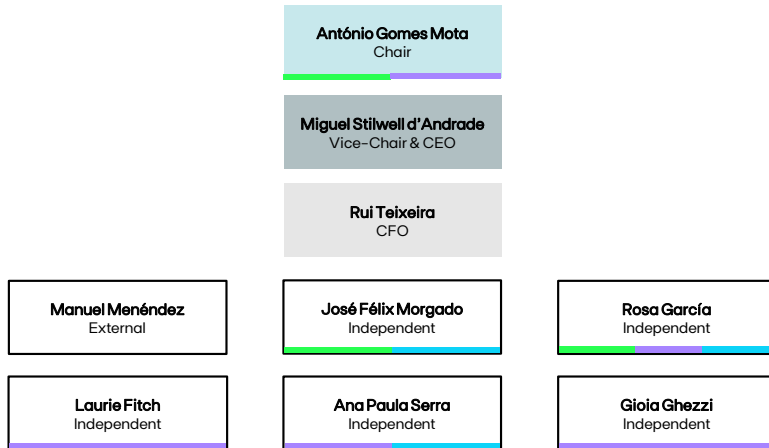 António Gomes Mota
Chair
Miguel Stilwell d'Andrade
Vice-Chair & CEO
Rui Teixeira
CFO
Manuel Menéndez
External
José Félix Morgado
Independent
Rosa García
Independent
Laurie Fitch
Independent
Ana Paula Serra
Independent
Gioia Ghezzi
Independent